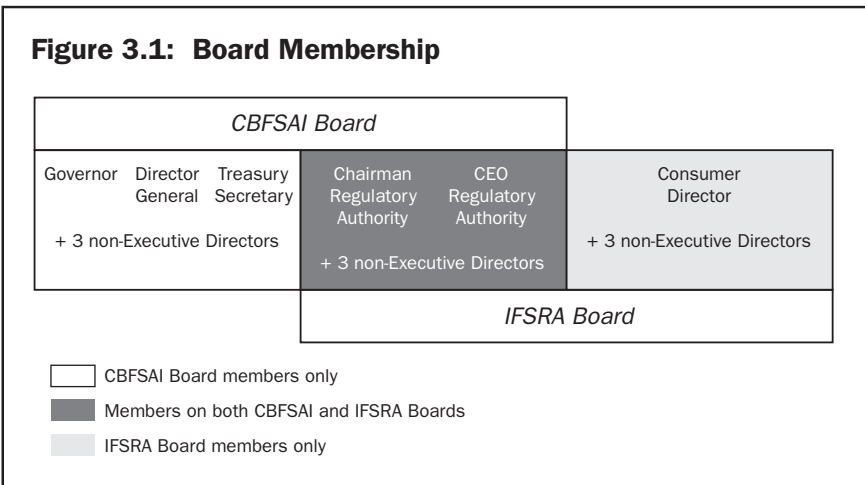 Figure 3.1: Board Membership
CBFSAI Board
Governor Director General Treasury Secretary
+ 3 non-Executive Directors
Chairman Regulatory Authority CEO Regulatory Authority
+ 3 non-Executive Directors
Consumer Director
+ 3 non-Executive Directors
IFSRA Board
CBFSAI Board members only
Members on both CBFSAI and IFSRA Boards
IFSRA Board members only